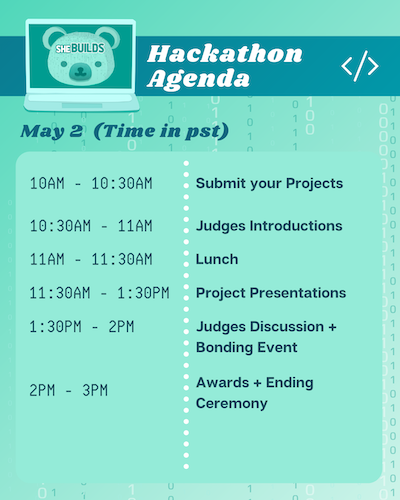 SHE BUILDS
Hackathon
Agenda
</>
May 2 (Time in pst)
10AM - 10:30AM Submit your Projects
10:30AM - 11AM Judges Introductions
11AM - 11:30AM Lunch
11:30AM - 1:30PM Project Presentations
1:30PM - 2PM Judges Discussion +
Bonding Event
2PM - 3PM Awards + Ending
Ceremony